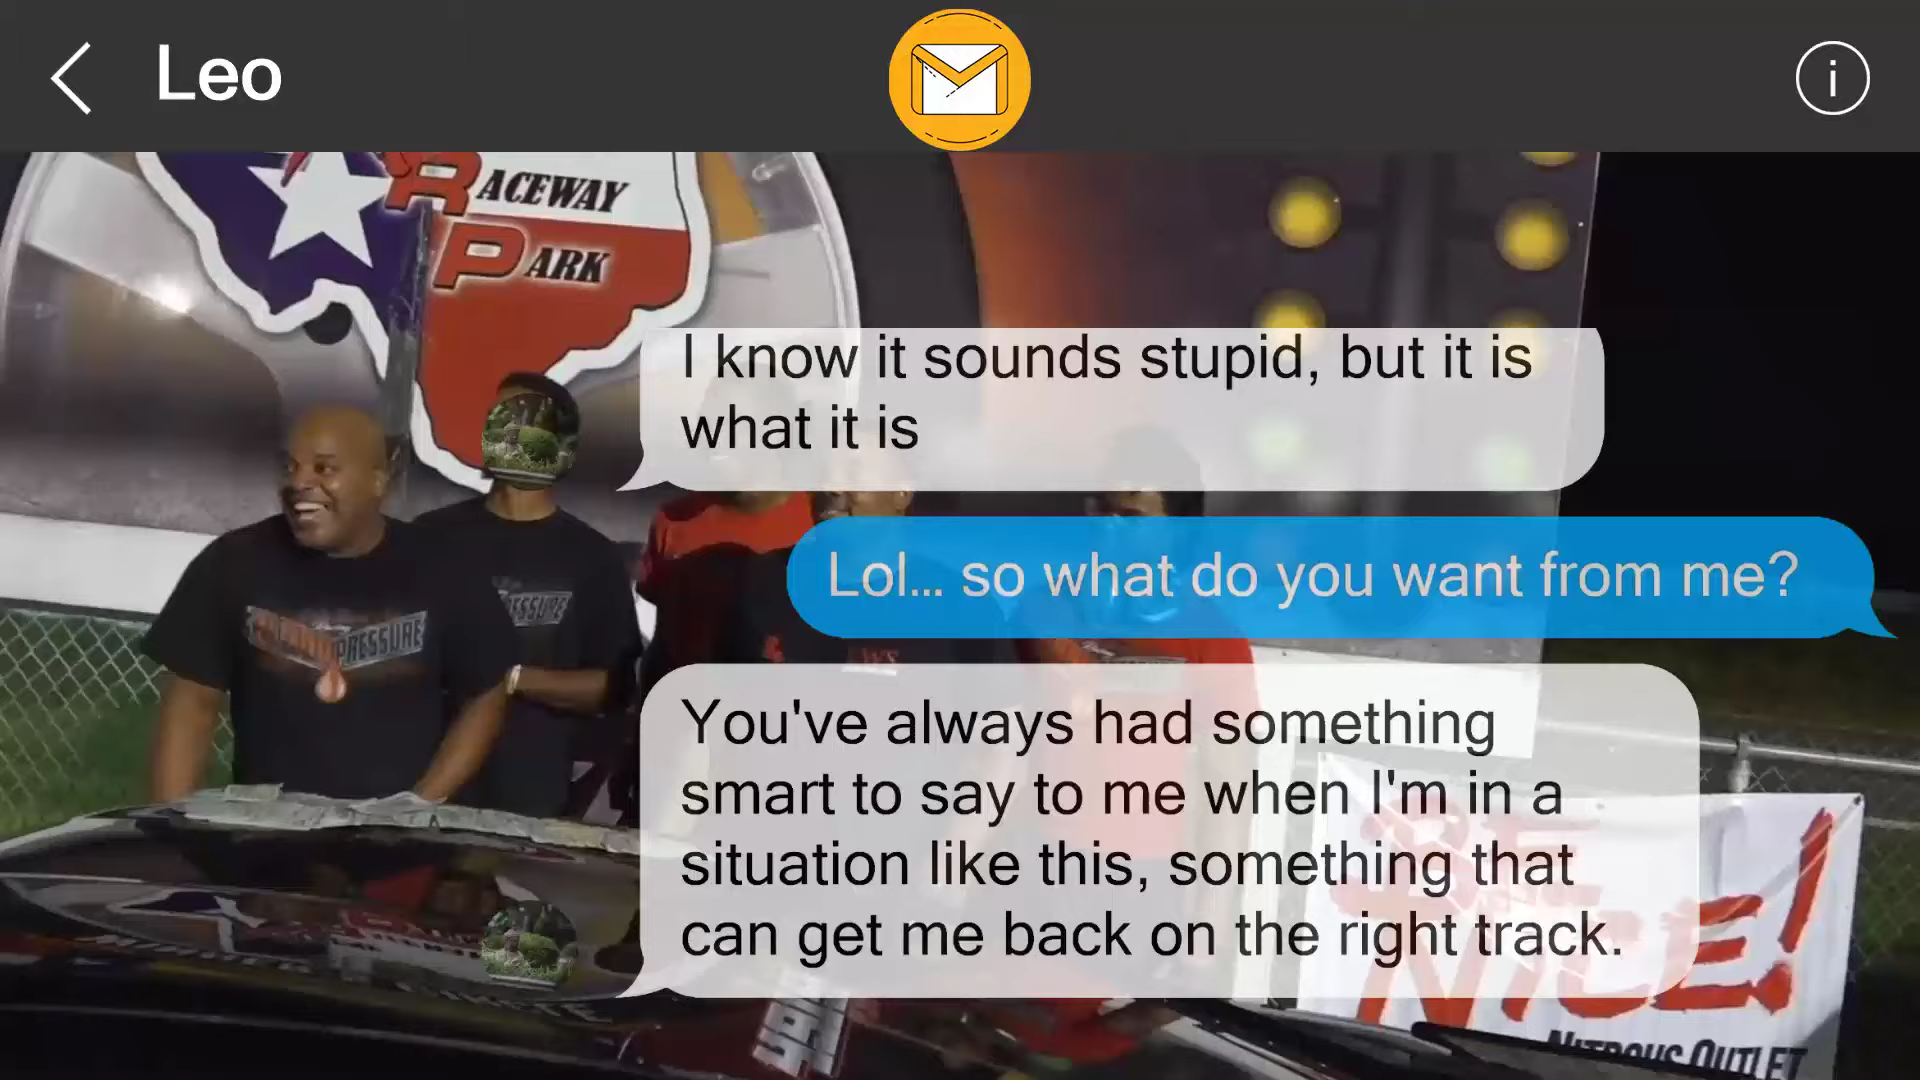 Leo
i
RACEWAY
PARK
I know it sounds stupid, but it is
what it is
Lol... so what do you want from me?
PRESSURE
You've always had something
smart to say to me when I'm in a
situation like this, something that
can get me back on the right track.
NICE!
NITROUS OUTLET